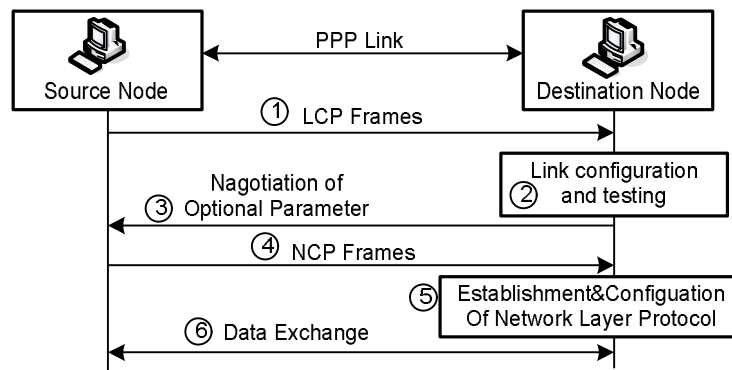 PPP Link
Source Node
Destination Node
1 LCP Frames
Link configuration
2 and testing
Nagotiation of
3 Optional Parameter
4 NCP Frames
5 Establishment&Configuation
Of Network Layer Protocol
6 Data Exchange